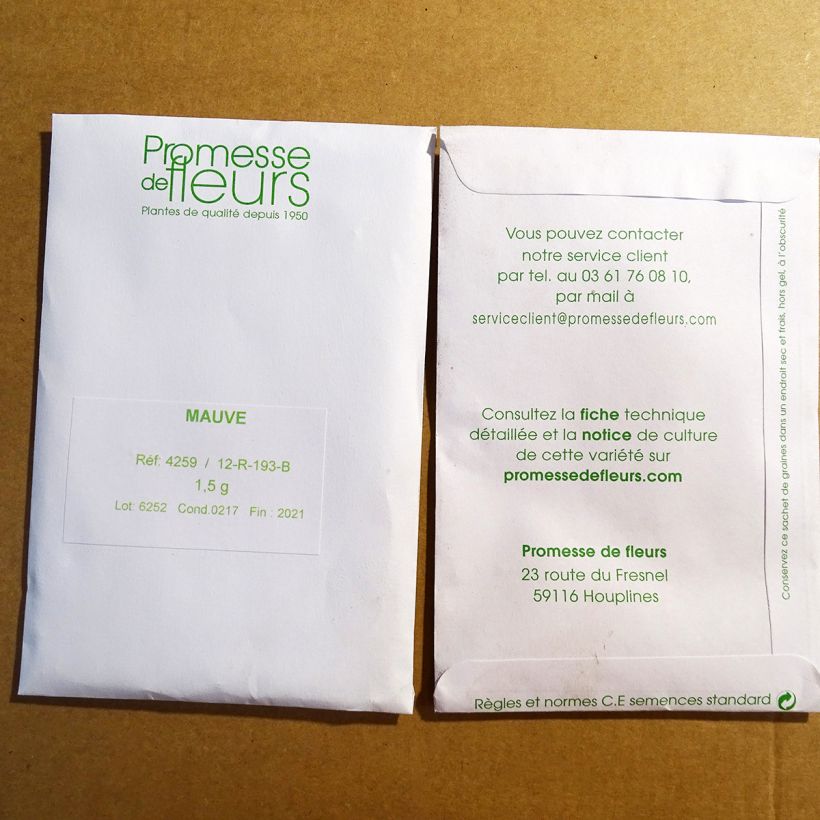 Promesse
de fleurs
Plantes de qualité depuis 1950
MAUVE
Réf: 4259 / 12-R-193-B
1,5 g
Lot: 6252 Cond.0217 Fin : 2021
Vous pouvez contacter
notre service client
par tel. au 03 61 76 08 10,
par mail à
serviceclient@promessedefleurs.com
Consultez la fiche technique
détaillée et la notice de culture
de cette variété sur
promessedefleurs.com
Promesse de fleurs
23 route du Fresnel
59116 Houplines
Règles et normes C.E semences standard
Conservez ce sachet de graines dans un endroit sec et frais, hors gel, à l'obscurité